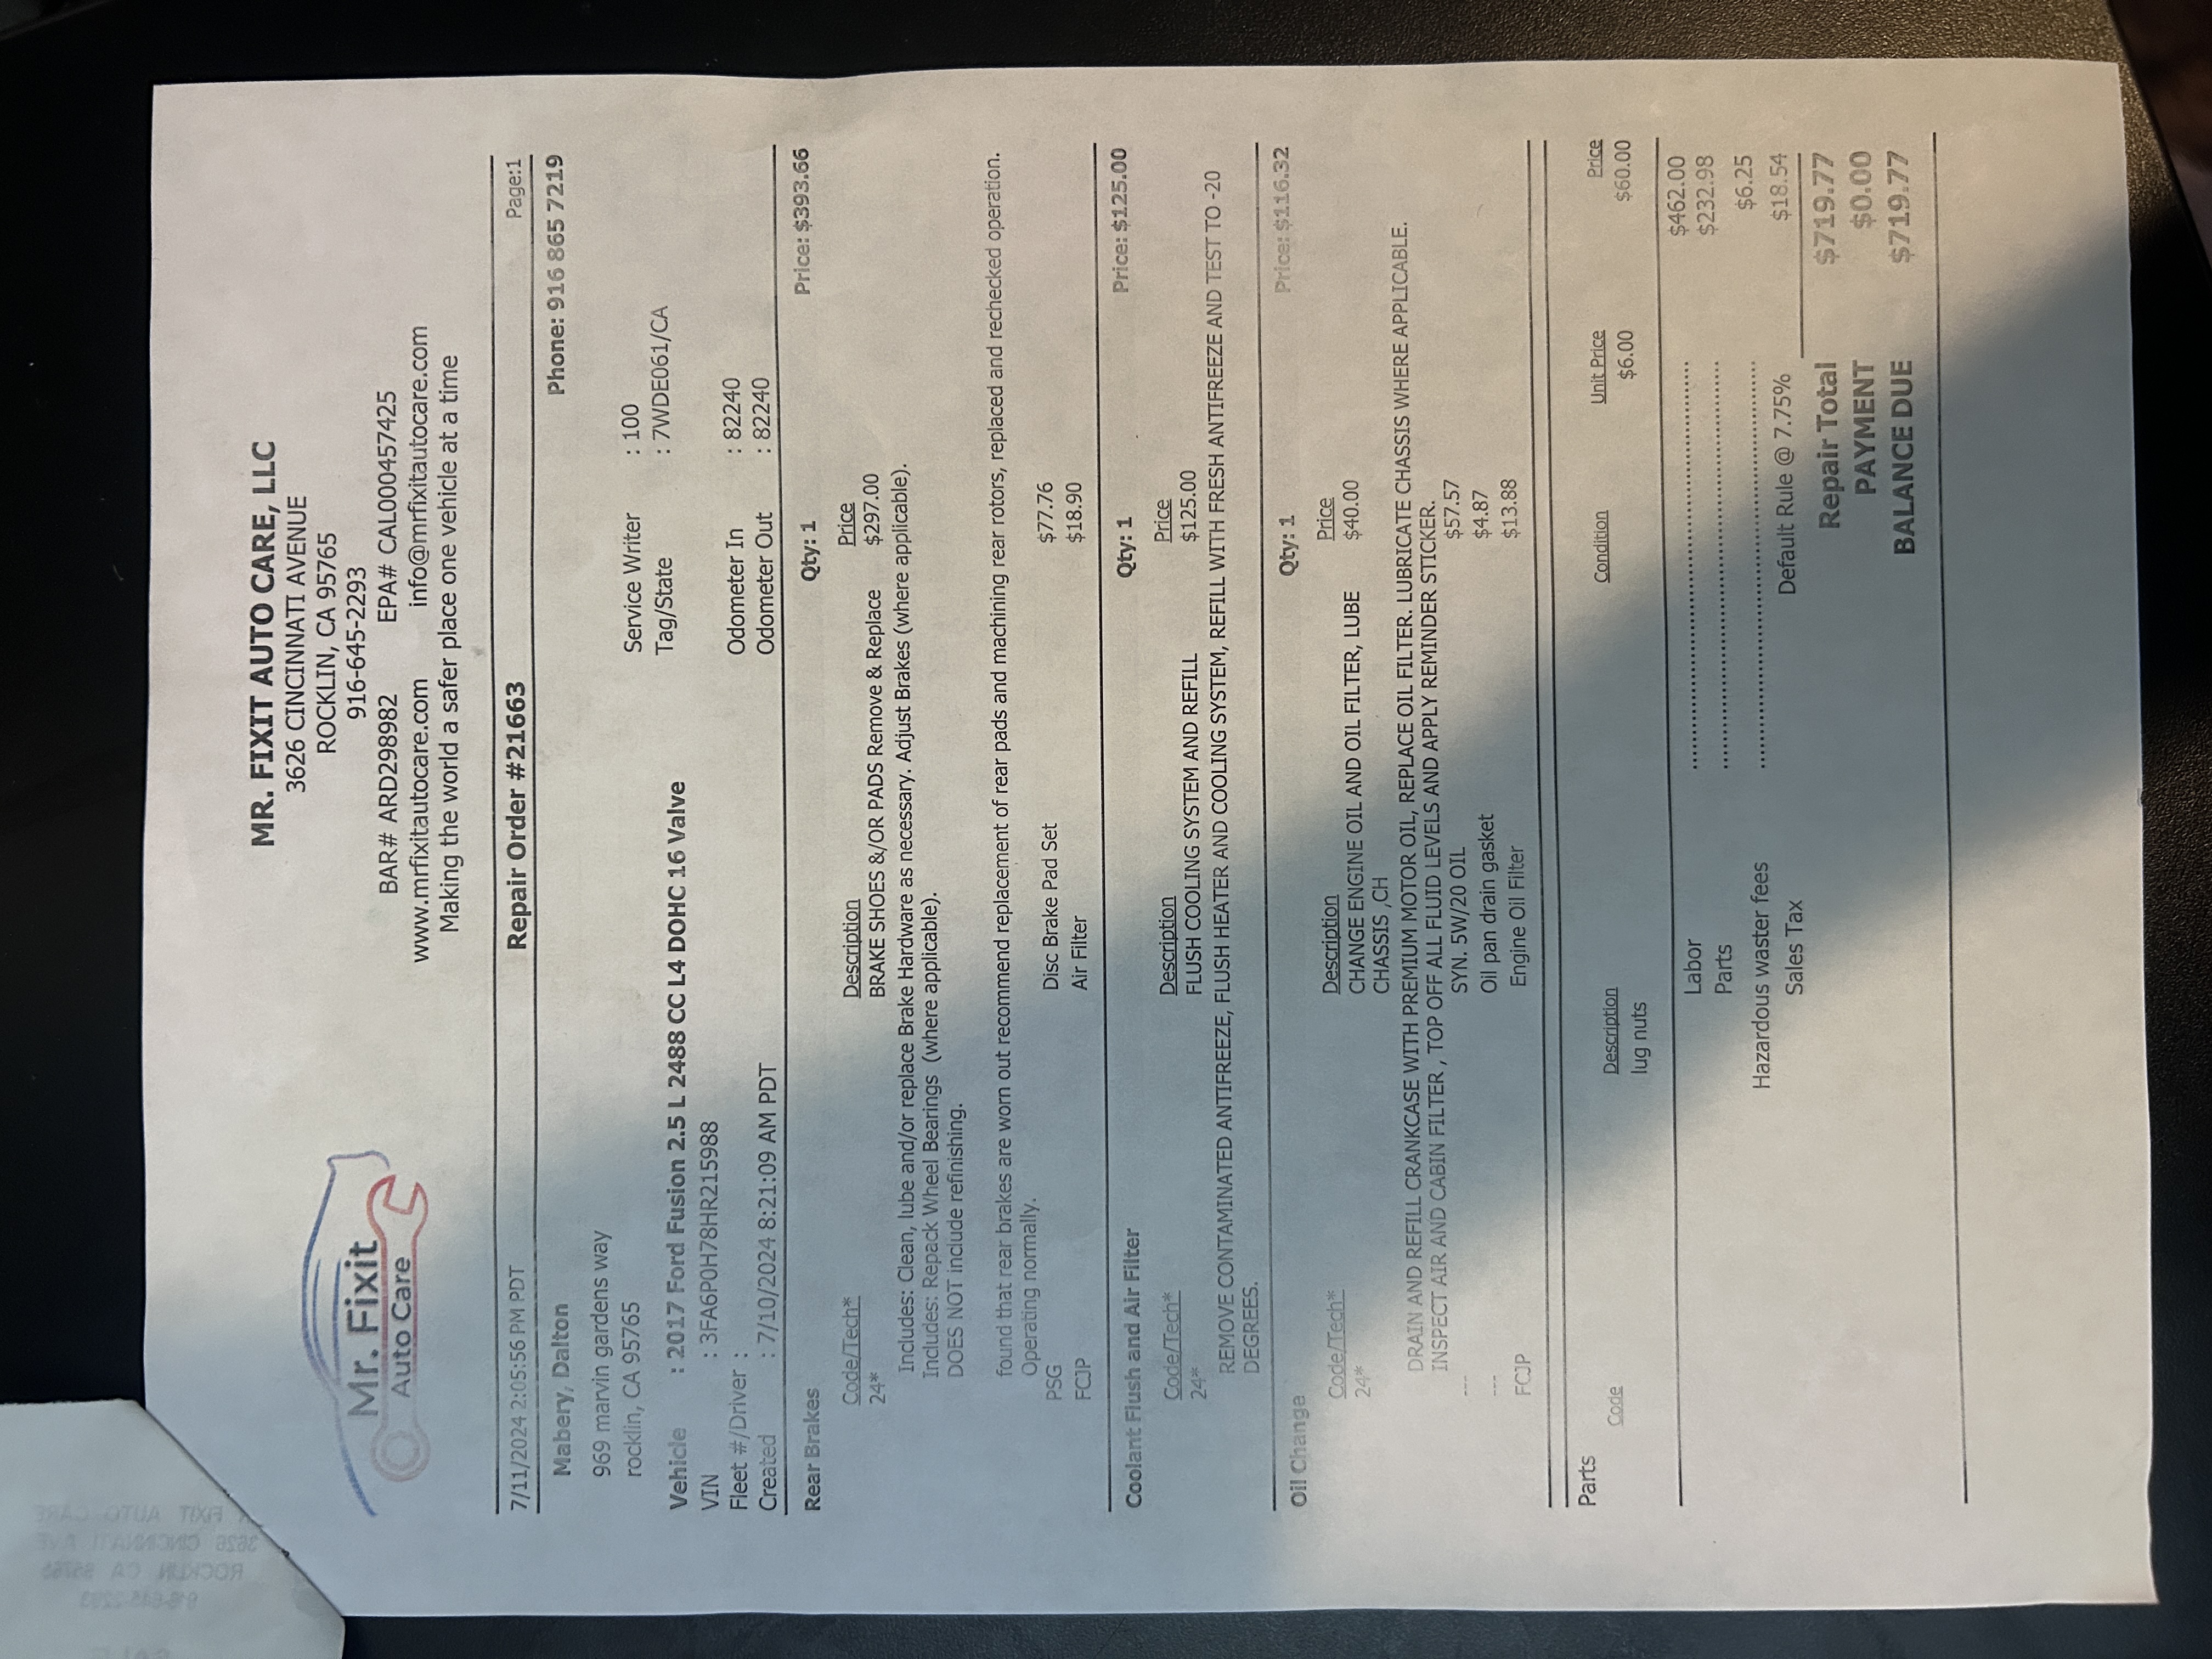 MR. FIXIT AUTO CARE, LLC
3626 CINCINNATI AVENUE
ROCKLIN, CA 95765
916-645-2293
BAR# ARD298982 EPA# CAL000457425
www.mrfixitautocare.com info@mrfixitautocare.com
Making the world a safer place one vehicle at a time
Mr. Fixit
Auto Care
7/11/2024 2:05:56 PM PDT Repair Order #21663 Page:1
Mabery, Dalton Phone: 916 865 7219
969 marvin gardens way
rocklin, CA 95765
Service Writer : 100
Tag/State : 7WDE061/CA
Vehicle : 2017 Ford Fusion 2.5 L 2488 CC L4 DOHC 16 Valve
VIN : 3FA6P0H78HR215988
Fleet #/Driver : Odometer In : 82240
Created : 7/10/2024 8:21:09 AM PDT Odometer Out : 82240
Rear Brakes Qty: 1 Price: $393.66
Code/Tech* Description Price
24* BRAKE SHOES &/OR PADS Remove & Replace $297.00
Includes: Clean, lube and/or replace Brake Hardware as necessary. Adjust Brakes (where applicable).
Includes: Repack Wheel Bearings (where applicable).
DOES NOT include refinishing.
found that rear brakes are worn out recommend replacement of rear pads and machining rear rotors, replaced and rechecked operation.
Operating normally.
PSG Disc Brake Pad Set $77.76
FCJP Air Filter $18.90
Coolant Flush and Air Filter Qty: 1 Price: $125.00
Code/Tech* Description Price
24* FLUSH COOLING SYSTEM AND REFILL $125.00
REMOVE CONTAMINATED ANTIFREEZE, FLUSH HEATER AND COOLING SYSTEM, REFILL WITH FRESH ANTIFREEZE AND TEST TO -20
DEGREES.
Oil Change Qty: 1 Price: $116.32
Code/Tech* Description Price
24* CHANGE ENGINE OIL AND OIL FILTER, LUBE $40.00
CHASSIS ,CH
DRAIN AND REFILL CRANKCASE WITH PREMIUM MOTOR OIL, REPLACE OIL FILTER. LUBRICATE CHASSIS WHERE APPLICABLE.
INSPECT AIR AND CABIN FILTER , TOP OFF ALL FLUID LEVELS AND APPLY REMINDER STICKER.
--- SYN. 5W/20 OIL $57.57
--- Oil pan drain gasket $4.87
FCJP Engine Oil Filter $13.88
Parts
Code Description Condition Unit Price Price
lug nuts $6.00 $60.00
Labor $462.00
Parts $232.98
Hazardous waster fees $6.25
Sales Tax Default Rule @ 7.75% $18.54
Repair Total $719.77
PAYMENT $0.00
BALANCE DUE $719.77